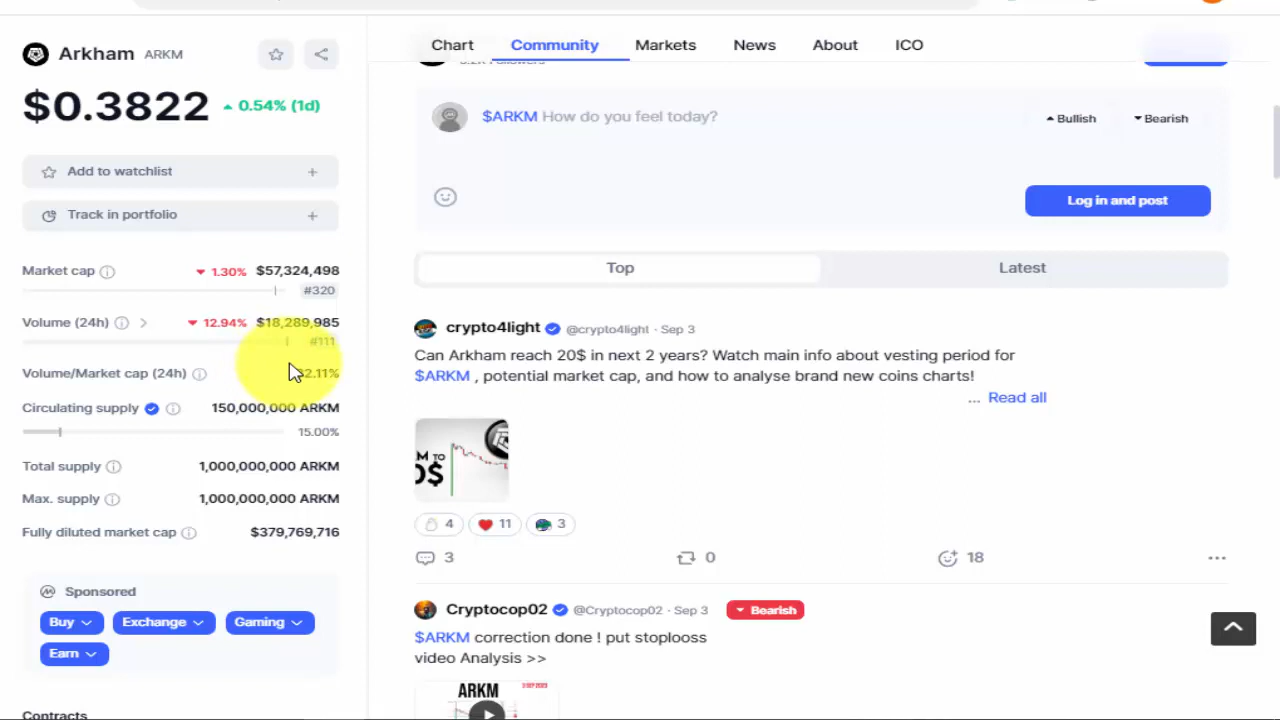 Arkham ARKM
$0.3822 0.54% (1d)
Add to watchlist +
Track in portfolio +
Market cap 1.30% $57,324,498
#320
Volume (24h) 12.94% $18,289,985
#111
Volume/Market cap (24h) 32.11%
Circulating supply 150,000,000 ARKM
15.00%
Total supply 1,000,000,000 ARKM
Max. supply 1,000,000,000 ARKM
Fully diluted market cap $379,769,716
Sponsored
Buy Exchange Gaming
Earn
Contracts
Chart Community Markets News About ICO
$ARKM How do you feel today? Bullish Bearish
Log in and post
Top Latest
crypto4light @crypto4light · Sep 3
Can Arkham reach 20$ in next 2 years? Watch main info about vesting period for
$ARKM , potential market cap, and how to analyse brand new coins charts!
... Read all
M TO
0$
4 11 3
3 0 18
Cryptocop02 @Cryptocop02 · Sep 3 Bearish
$ARKM correction done ! put stoplooss
video Analysis >>
ARKM